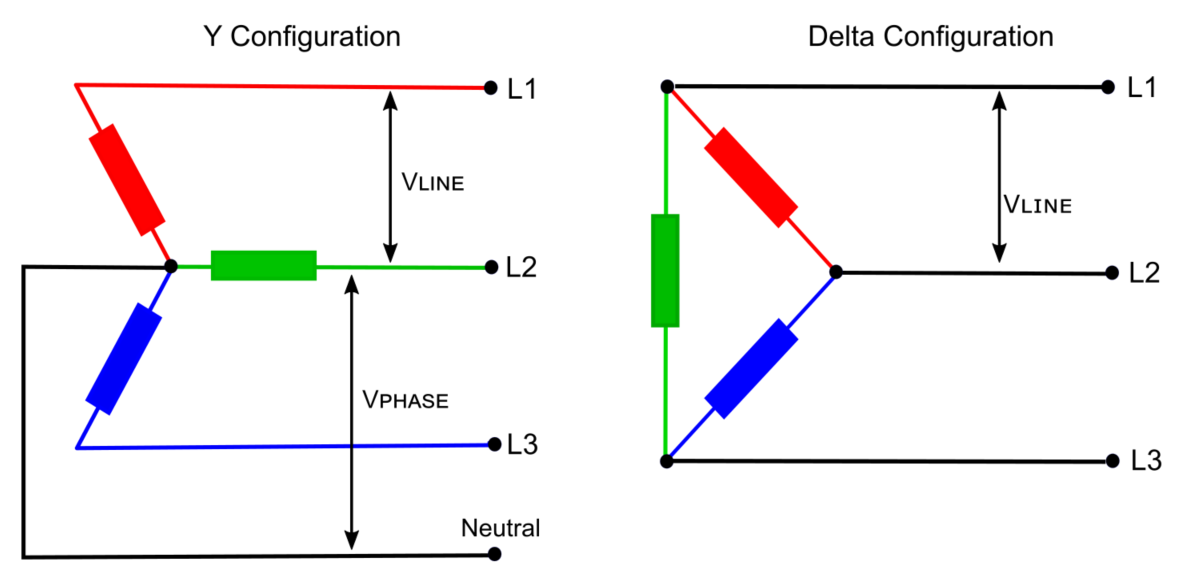 Y Configuration
L1
VLINE
L2
VPHASE
L3
Neutral
Delta Configuration
L1
VLINE
L2
L3